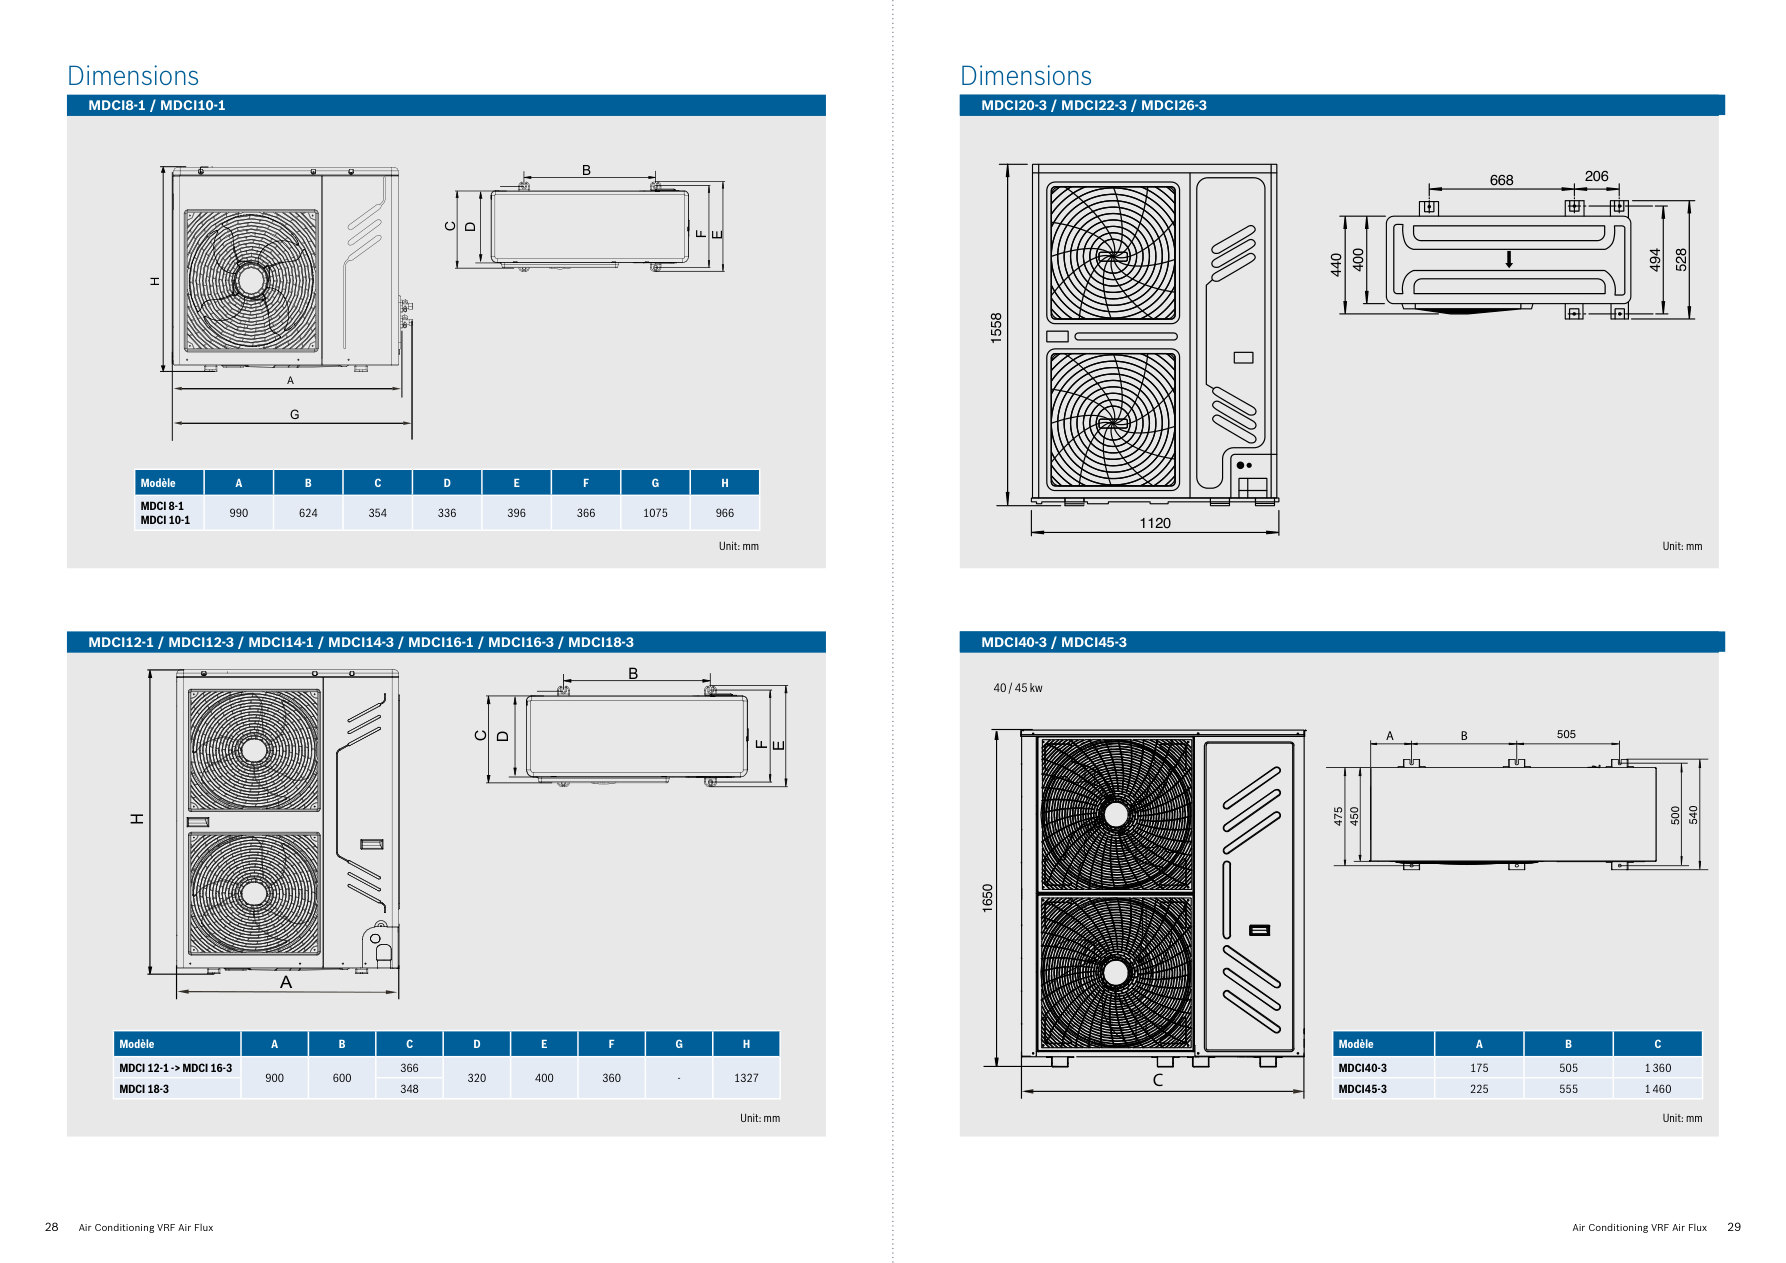 Dimensions
MDCI8-1 / MDCI10-1
B
C
D
F
E
H
A
G
Modèle A B C D E F G H
MDCI 8-1
MDCI 10-1
990 624 354 336 396 366 1075 966
Unit: mm
MDCI12-1 / MDCI12-3 / MDCI14-1 / MDCI14-3 / MDCI16-1 / MDCI16-3 / MDCI18-3
B
C
D
F
E
H
A
Modèle A B C D E F G H
MDCI 12-1 -> MDCI 16-3 366
900 600 320 400 360 - 1327
MDCI 18-3 348
Unit: mm
28 Air Conditioning VRF Air Flux
Dimensions
MDCI20-3 / MDCI22-3 / MDCI26-3
668 206
440
400
494
528
1558
1120
Unit: mm
MDCI40-3 / MDCI45-3
40 / 45 kw
A B 505
475
450
500
540
1650
C
Modèle A B C
MDCI40-3 175 505 1 360
MDCI45-3 225 555 1 460
Unit: mm
Air Conditioning VRF Air Flux 29